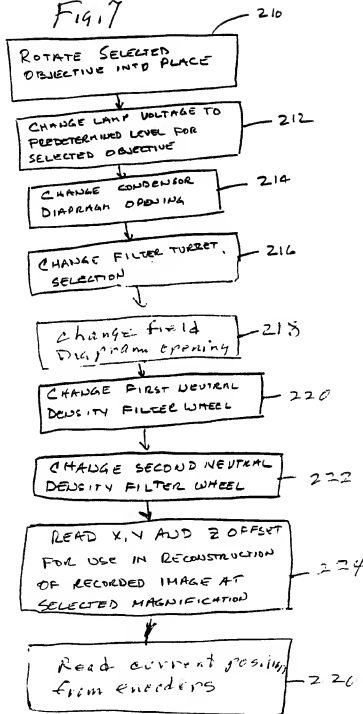 Fig. 7
210
ROTATE SELECTED
OBJECTIVE INTO PLACE
CHANGE LAMP VOLTAGE TO
PREDETERMINED LEVEL FOR
SELECTED OBJECTIVE
212
CHANGE CONDENSOR
DIAPRAGH OPENING
214
CHANGE FILTER TURRET,
SELECTION
216
Change field
Diagram opening
218
CHANGE FIRST NEUTRAL
DENSITY FILTER WHEEL
220
CHANGE SECOND NEUTRAL
DENSITY FILTER WHEEL
222
READ X, Y AND Z OFFSET
FOR USE IN RECONSTRUCTION
OF RECORDED IMAGE AT
SELECTED MAGNIFICATION
224
Read current position
from encoders
226